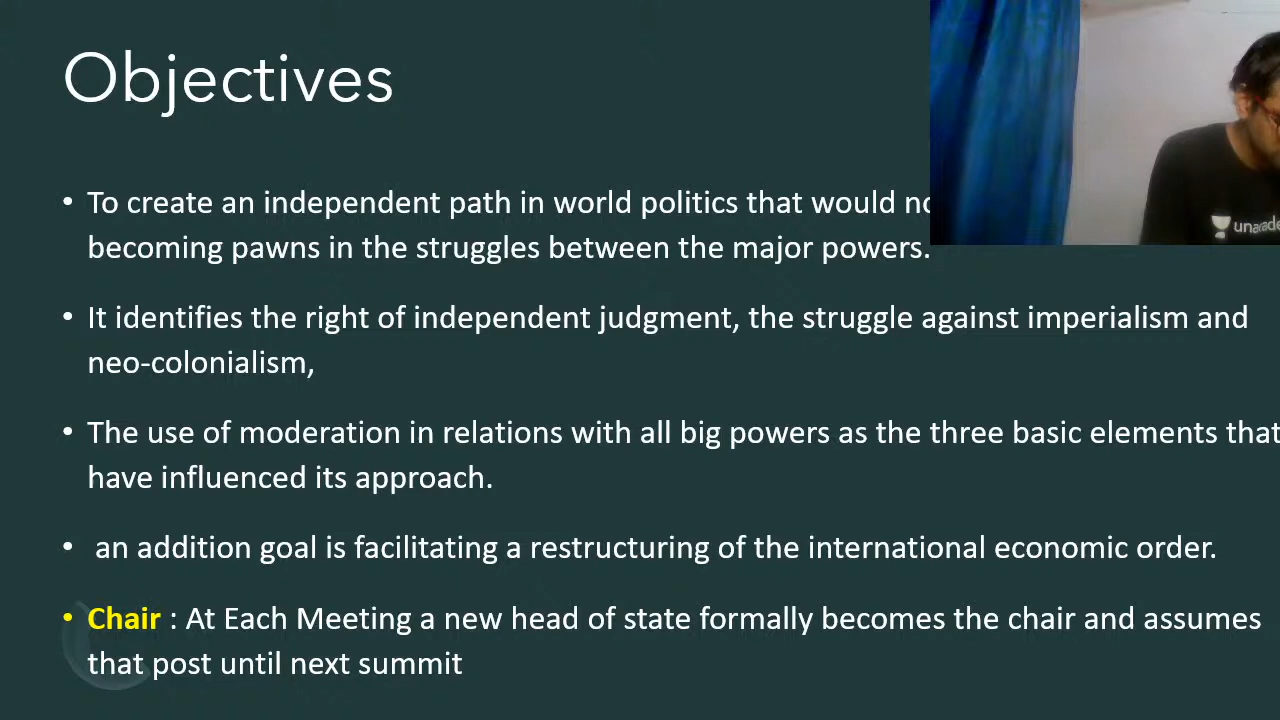 Objectives
• To create an independent path in world politics that would
becoming pawns in the struggles between the major powers.
• It identifies the right of independent judgment, the struggle against imperialism and
neo-colonialism,
• The use of moderation in relations with all big powers as the three basic elements that
have influenced its approach.
• an addition goal is facilitating a restructuring of the international economic order.
• Chair : At Each Meeting a new head of state formally becomes the chair and assumes
that post until next summit